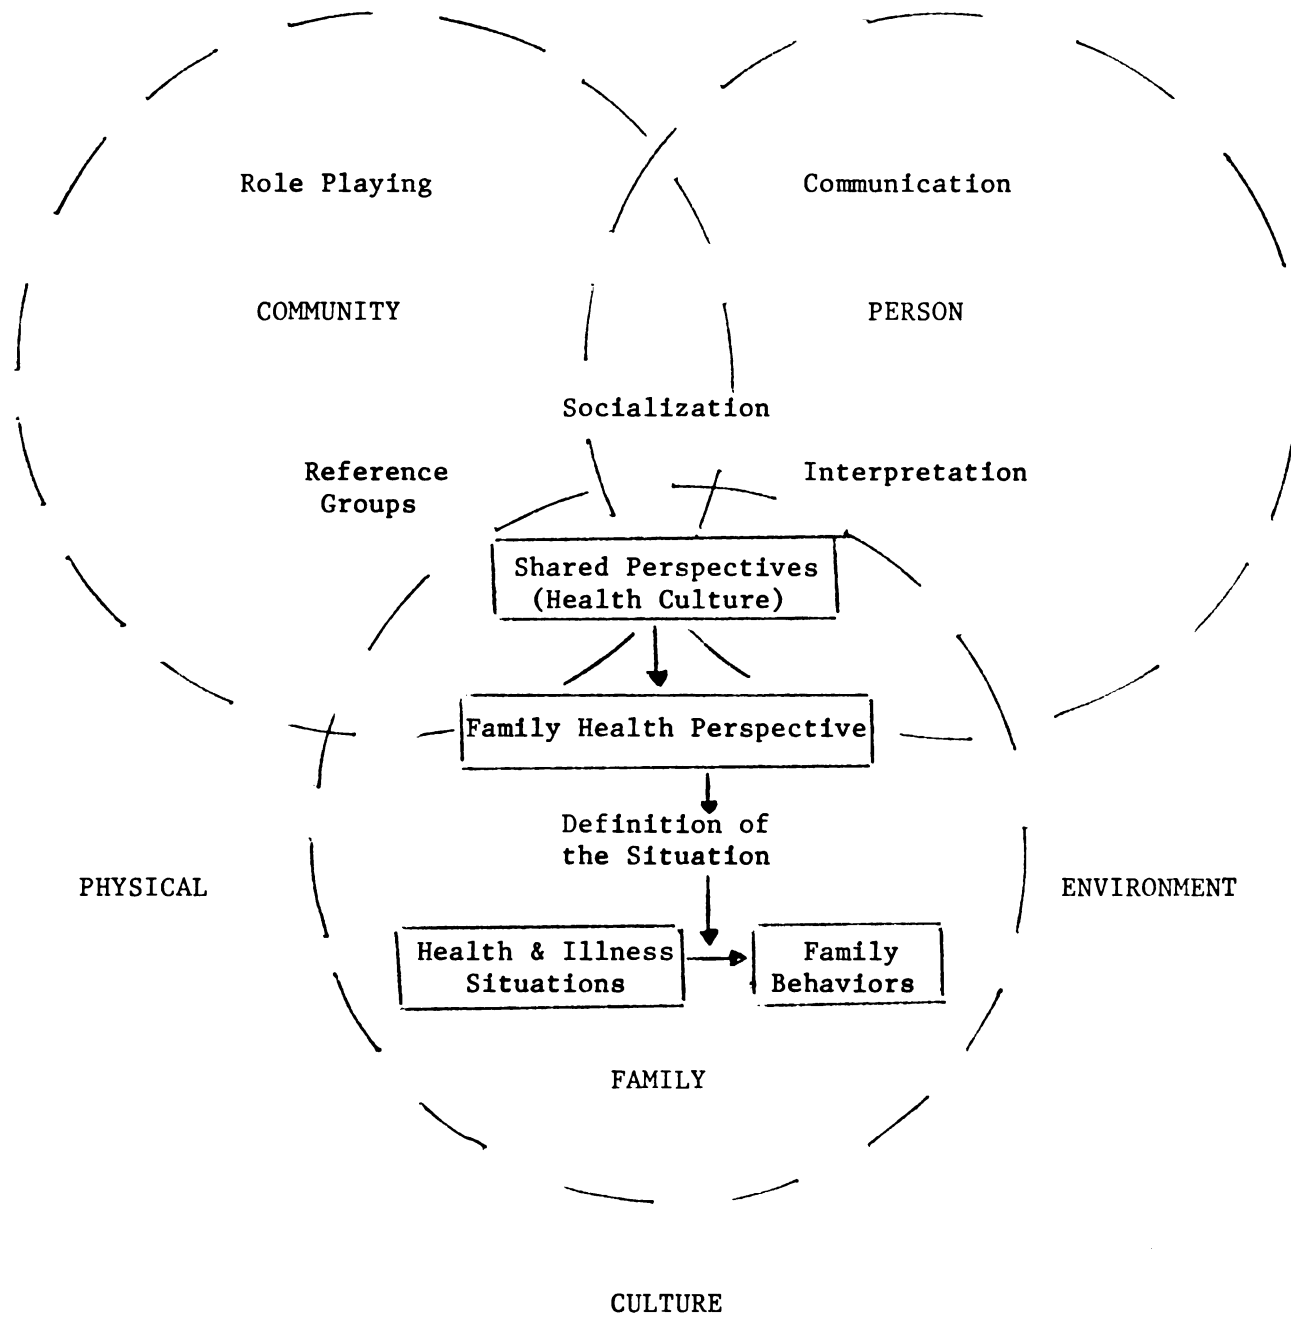 Role Playing
Communication
COMMUNITY
PERSON
Socialization
Reference
Groups
Interpretation
Shared Perspectives
(Health Culture)
Family Health Perspective
Definition of
the Situation
PHYSICAL
ENVIRONMENT
Health & Illness
Situations
Family
Behaviors
FAMILY
CULTURE